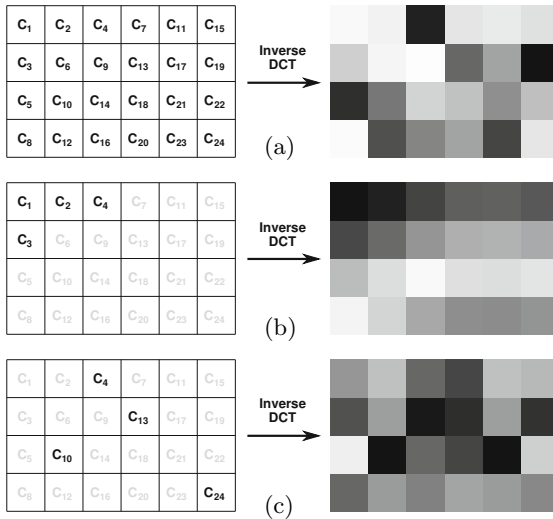 C1 C2 C4 C7 C11 C15
Inverse
DCT
C3 C6 C9 C13 C17 C19
C5 C10 C14 C18 C21 C22
C8 C12 C16 C20 C23 C24
(a)
C1 C2 C4 C7 C11 C15
Inverse
DCT
C3 C6 C9 C13 C17 C19
C5 C10 C14 C18 C21 C22
C8 C12 C16 C20 C23 C24
(b)
C1 C2 C4 C7 C11 C15
Inverse
DCT
C3 C6 C9 C13 C17 C19
C5 C10 C14 C18 C21 C22
C8 C12 C16 C20 C23 C24
(c)